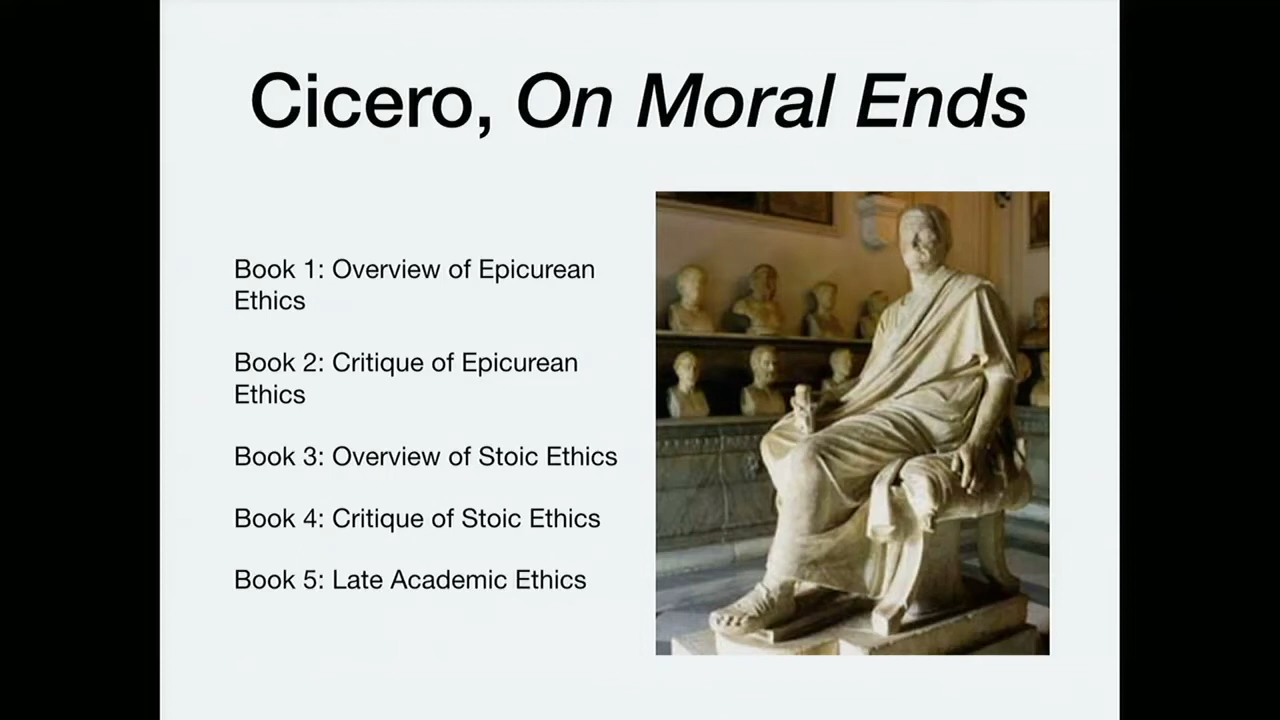 Cicero, On Moral Ends
Book 1: Overview of Epicurean
Ethics
Book 2: Critique of Epicurean
Ethics
Book 3: Overview of Stoic Ethics
Book 4: Critique of Stoic Ethics
Book 5: Late Academic Ethics